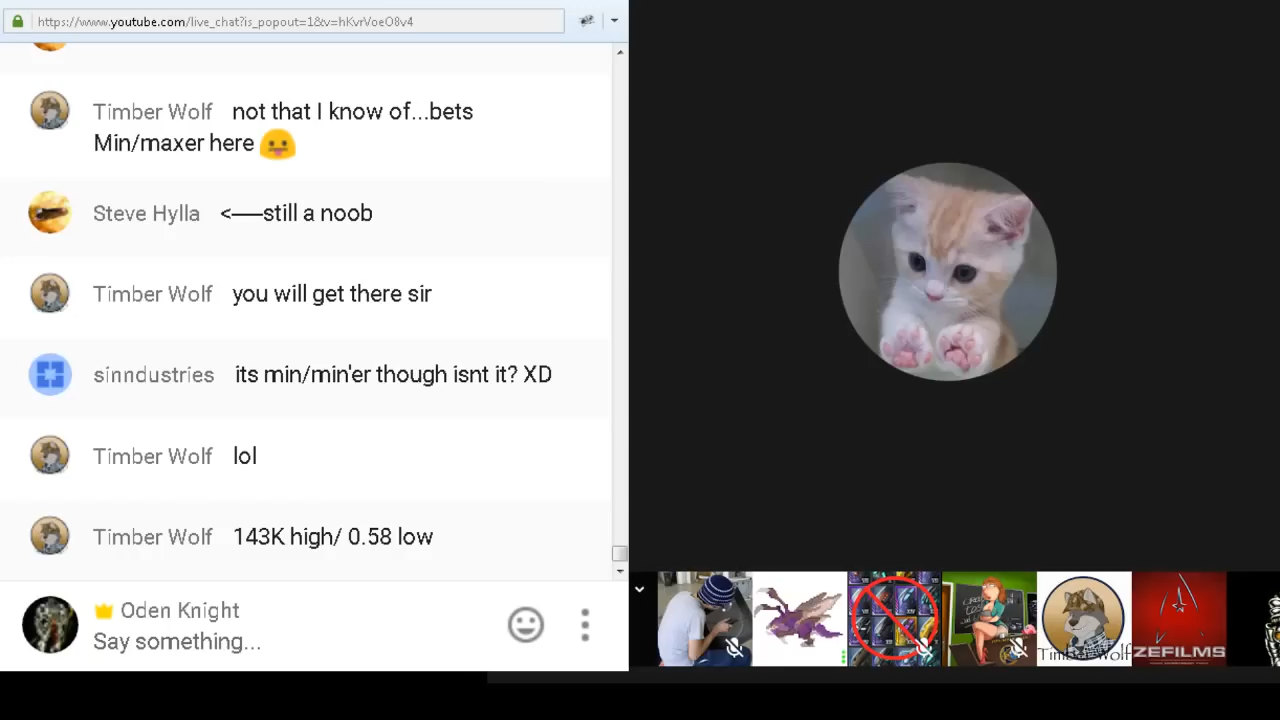 https://www.youtube.com/live_chat?is_popout=1&v=hKvrVoeO8v4
Timber Wolf not that I know of...bets
Min/maxer here
Steve Hylla <-----still a noob
Timber Wolf you will get there sir
sinndustries its min/min'er though isnt it? XD
Timber Wolf lol
Timber Wolf 143K high/ 0.58 low
Oden Knight
Say something...
Timber Wolf
ZEFILMS